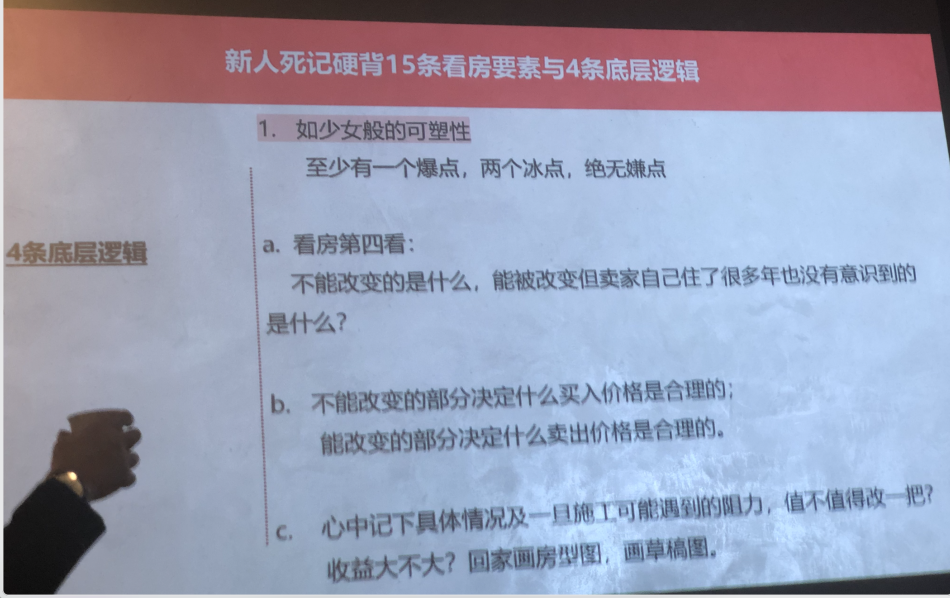 新人死记硬背15条看房要素与4条底层逻辑
1. 如少女般的可塑性
至少有一个爆点，两个冰点，绝无嫌点
4条底层逻辑
a. 看房第四看：
不能改变的是什么，能被改变但卖家自己住了很多年也没有意识到的
是什么？
b. 不能改变的部分决定什么买入价格是合理的；
能改变的部分决定什么卖出价格是合理的。
c. 心中记下具体情况及一旦施工可能遇到的阻力，值不值得改一把？
收益大不大？回家画房型图，画草稿图。